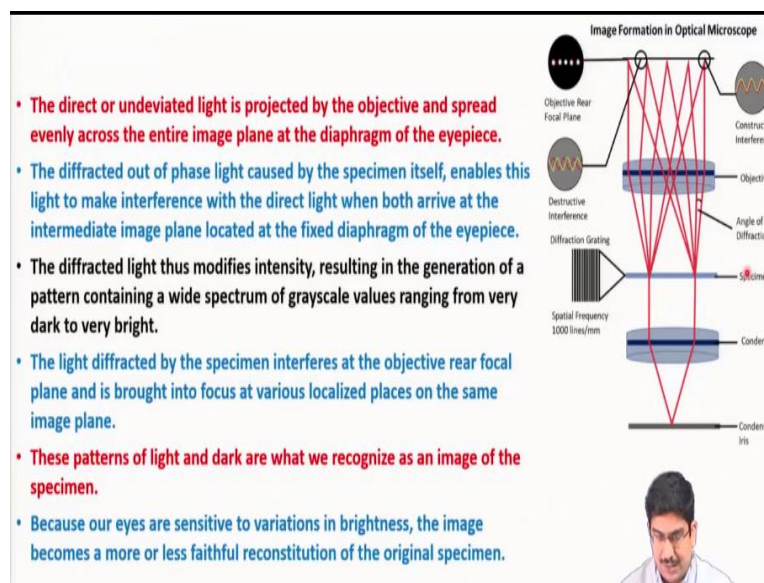 Image Formation in Optical Microscope
• The direct or undeviated light is projected by the objective and spread
evenly across the entire image plane at the diaphragm of the eyepiece.
• The diffracted out of phase light caused by the specimen itself, enables this
light to make interference with the direct light when both arrive at the
intermediate image plane located at the fixed diaphragm of the eyepiece.
• The diffracted light thus modifies intensity, resulting in the generation of a
pattern containing a wide spectrum of grayscale values ranging from very
dark to very bright.
• The light diffracted by the specimen interferes at the objective rear focal
plane and is brought into focus at various localized places on the same
image plane.
• These patterns of light and dark are what we recognize as an image of the
specimen.
• Because our eyes are sensitive to variations in brightness, the image
becomes a more or less faithful reconstitution of the original specimen.
Objective Rear
Focal Plane
Construc
Interfere
Destructive
Interference
Objecti
Angle of
Diffractio
Diffraction Grating
Specime
Spatial Frequency
1000 lines/mm
Conden
Conden
Iris